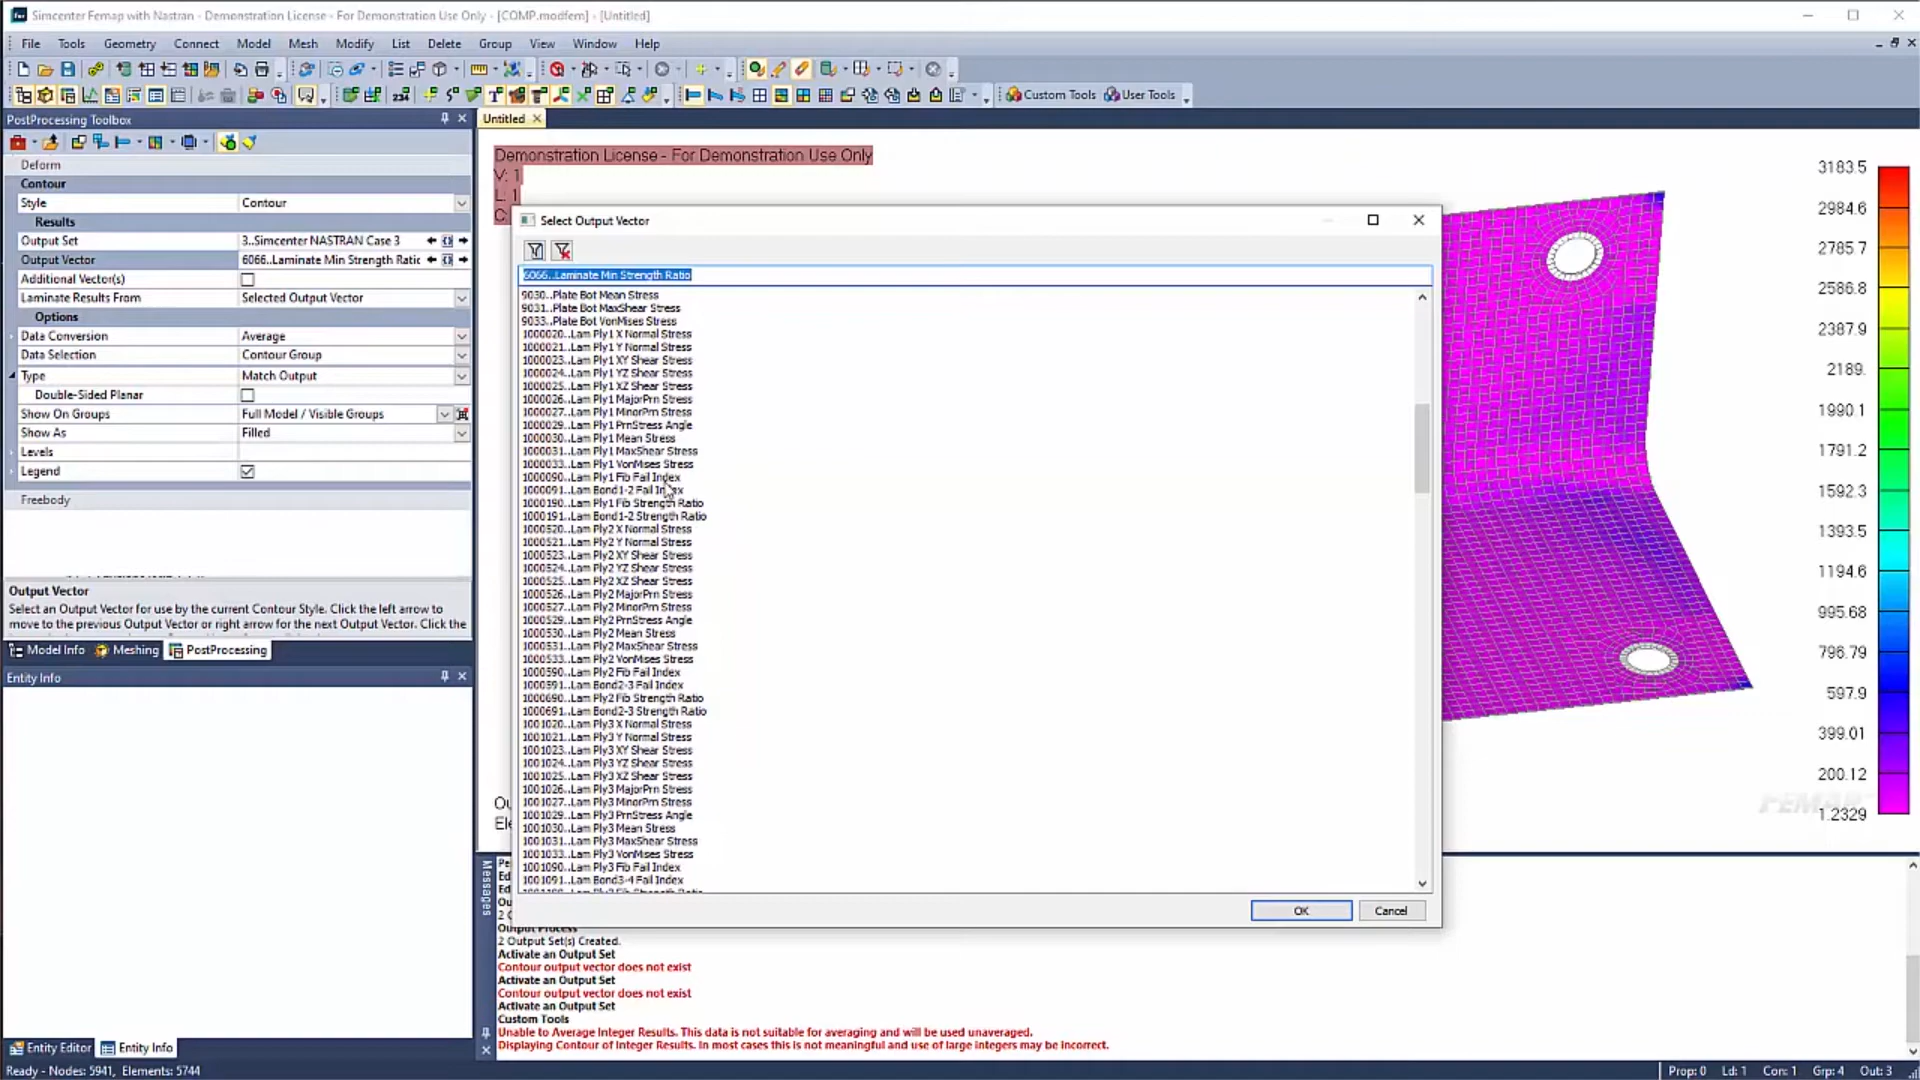 Simcenter Femap with Nastran - Demonstration License - For Demonstration Use Only - [COMP.modfem] - [Untitled]
File Tools Geometry Connect Model Mesh Modify List Delete Group View Window Help
Custom Tools User Tools
PostProcessing Toolbox
Deform
Contour
Style Contour
Results
Output Set 3..Simcenter NASTRAN Case 3
Output Vector 6066..Laminate Min Strength Ratio
Additional Vector(s)
Laminate Results From Selected Output Vector
Options
Data Conversion Average
Data Selection Contour Group
Type Match Output
Double-Sided Planar
Show On Groups Full Model / Visible Groups
Show As Filled
Levels
Legend
Freebody
Output Vector
Select an Output Vector for use by the current Contour Style. Click the left arrow to
move to the previous Output Vector or right arrow for the next Output Vector. Click the
Model Info Meshing PostProcessing
Entity Info
Entity Editor Entity Info
Untitled
Demonstration License - For Demonstration Use Only
V: 1
L: 1
C:
Select Output Vector
6066..Laminate Min Strength Ratio
9030..Plate Bot Mean Stress
9031..Plate Bot MaxShear Stress
9033..Plate Bot VonMises Stress
1000020..Lam Ply1 X Normal Stress
1000021..Lam Ply1 Y Normal Stress
1000023..Lam Ply1 XY Shear Stress
1000024..Lam Ply1 YZ Shear Stress
1000025..Lam Ply1 XZ Shear Stress
1000026..Lam Ply1 MajorPrn Stress
1000027..Lam Ply1 MinorPrn Stress
1000029..Lam Ply1 PrnStress Angle
1000030..Lam Ply1 Mean Stress
1000031..Lam Ply1 MaxShear Stress
1000033..Lam Ply1 VonMises Stress
1000090..Lam Ply1 Fib Fail Index
1000091..Lam Bond1-2 Fail Index
1000190..Lam Ply1 Fib Strength Ratio
1000191..Lam Bond1-2 Strength Ratio
1000520..Lam Ply2 X Normal Stress
1000521..Lam Ply2 Y Normal Stress
1000523..Lam Ply2 XY Shear Stress
1000524..Lam Ply2 YZ Shear Stress
1000525..Lam Ply2 XZ Shear Stress
1000526..Lam Ply2 MajorPrn Stress
1000527..Lam Ply2 MinorPrn Stress
1000529..Lam Ply2 PrnStress Angle
1000530..Lam Ply2 Mean Stress
1000531..Lam Ply2 MaxShear Stress
1000533..Lam Ply2 VonMises Stress
1000590..Lam Ply2 Fib Fail Index
1000591..Lam Bond2-3 Fail Index
1000690..Lam Ply2 Fib Strength Ratio
1000691..Lam Bond2-3 Strength Ratio
1001020..Lam Ply3 X Normal Stress
1001021..Lam Ply3 Y Normal Stress
1001023..Lam Ply3 XY Shear Stress
1001024..Lam Ply3 YZ Shear Stress
1001025..Lam Ply3 XZ Shear Stress
1001026..Lam Ply3 MajorPrn Stress
1001027..Lam Ply3 MinorPrn Stress
1001029..Lam Ply3 PrnStress Angle
1001030..Lam Ply3 Mean Stress
1001031..Lam Ply3 MaxShear Stress
1001033..Lam Ply3 VonMises Stress
1001090..Lam Ply3 Fib Fail Index
1001091..Lam Bond3-4 Fail Index
OK Cancel
3183.5
2984.6
2785.7
2586.8
2387.9
2189.
1990.1
1791.2
1592.3
1393.5
1194.6
995.68
796.79
597.9
399.01
200.12
1.2329
FEMAP
Messages
Output Process
2 Output Set(s) Created.
Activate an Output Set
Contour output vector does not exist
Activate an Output Set
Contour output vector does not exist
Activate an Output Set
Custom Tools
Unable to Average Integer Results. This data is not suitable for averaging and will be used unaveraged.
Displaying Contour of Integer Results. In most cases this is not meaningful and use of large integers may be incorrect.
Ready - Nodes: 5941, Elements: 5744 Prop: 0 Ld: 1 Con: 1 Grp: 4 Out: 3